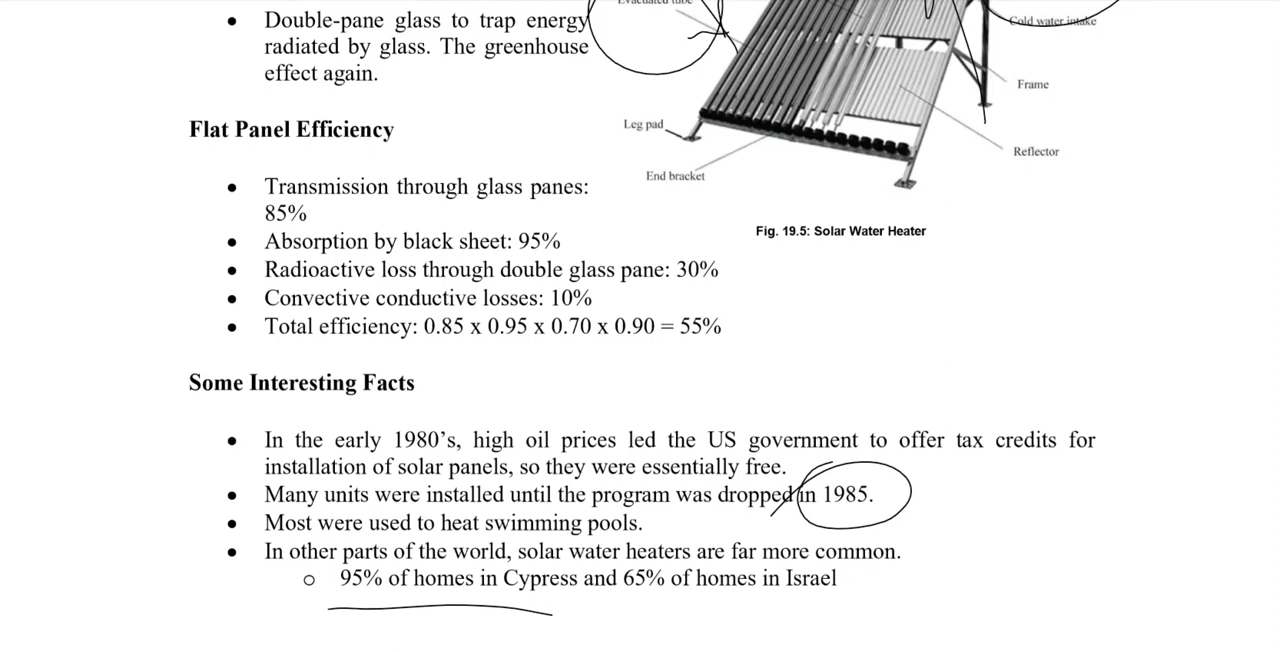 Evacuated tube
• Double-pane glass to trap energy
radiated by glass. The greenhouse
effect again.
Cold water intake
Frame
Flat Panel Efficiency
Leg pad
Reflector
End bracket
• Transmission through glass panes:
85%
Fig. 19.5: Solar Water Heater
• Absorption by black sheet: 95%
• Radioactive loss through double glass pane: 30%
• Convective conductive losses: 10%
• Total efficiency: 0.85 x 0.95 x 0.70 x 0.90 = 55%
Some Interesting Facts
• In the early 1980’s, high oil prices led the US government to offer tax credits for
installation of solar panels, so they were essentially free.
• Many units were installed until the program was dropped in 1985.
• Most were used to heat swimming pools.
• In other parts of the world, solar water heaters are far more common.
o 95% of homes in Cypress and 65% of homes in Israel